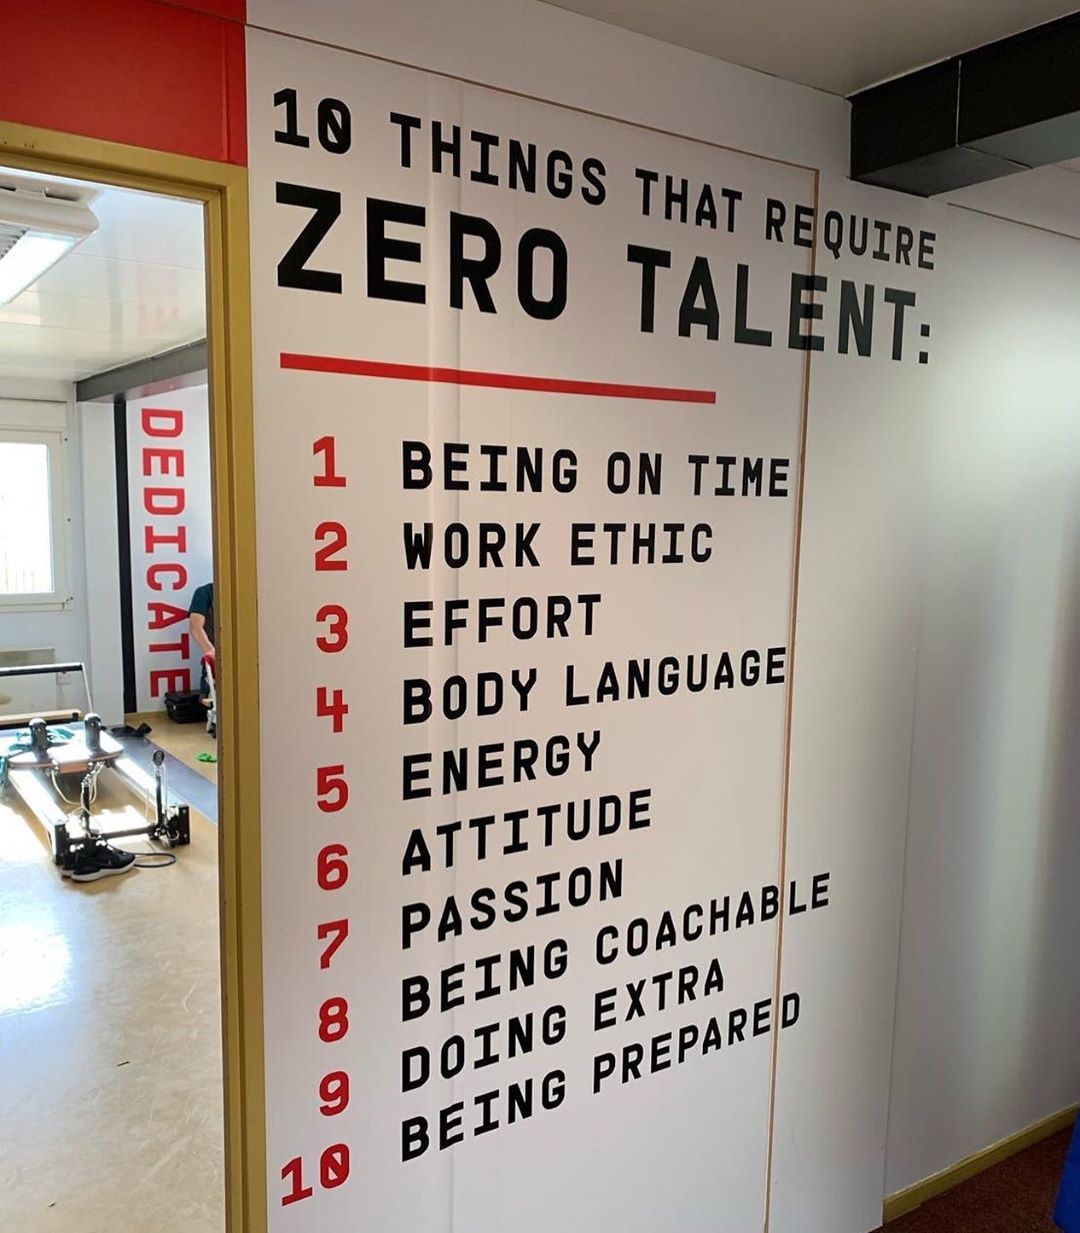 10 THINGS THAT REQUIRE
ZERO TALENT:
1 BEING ON TIME
2 WORK ETHIC
3 EFFORT
4 BODY LANGUAGE
5 ENERGY
6 ATTITUDE
7 PASSION
8 BEING COACHABLE
9 DOING EXTRA
10 BEING PREPARED
DEDICATE